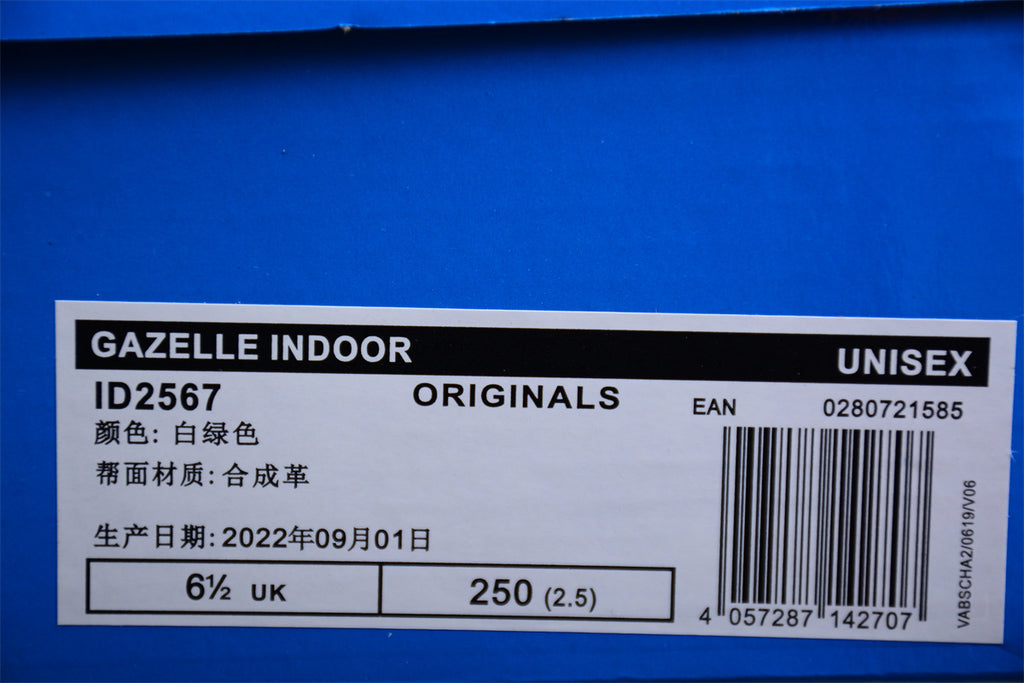 GAZELLE INDOOR UNISEX
ID2567 ORIGINALS EAN 0280721585
颜色: 白绿色
帮面材质: 合成革
生产日期: 2022年09月01日
6½ UK 250 (2.5)
4 057287 142707
VABSCHA2/0619/V06